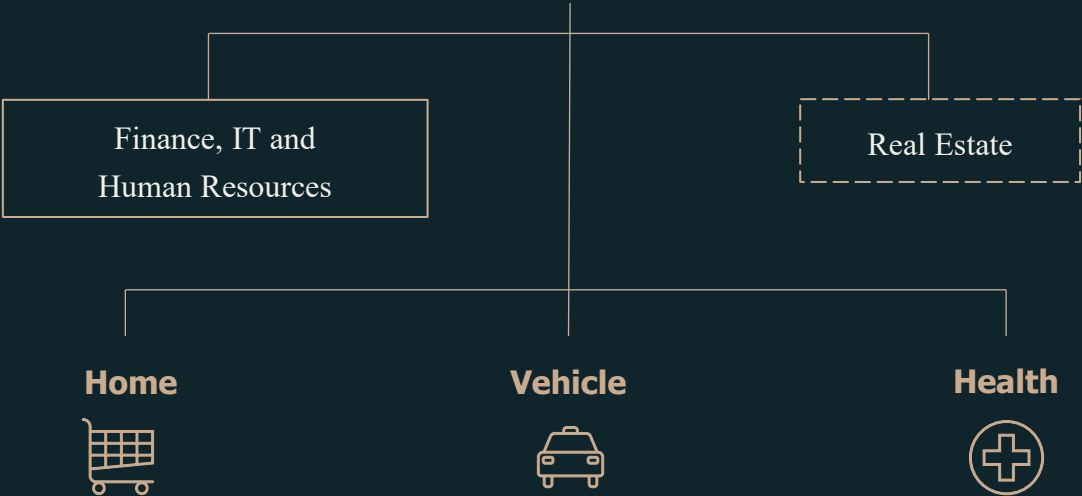 Finance, IT and
Human Resources
Real Estate
Home
Vehicle
Health